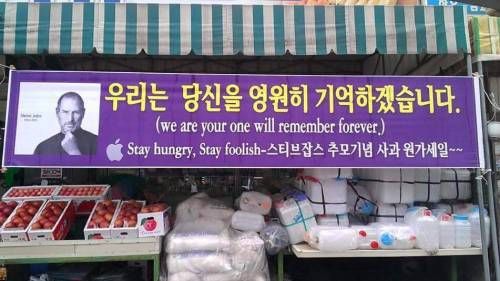 우리는 당신을 영원히 기억하겠습니다.
(we are your one will remember forever,)
Stay hungry, Stay foolish-스티브잡스 추모기념 사과 원가세일~~